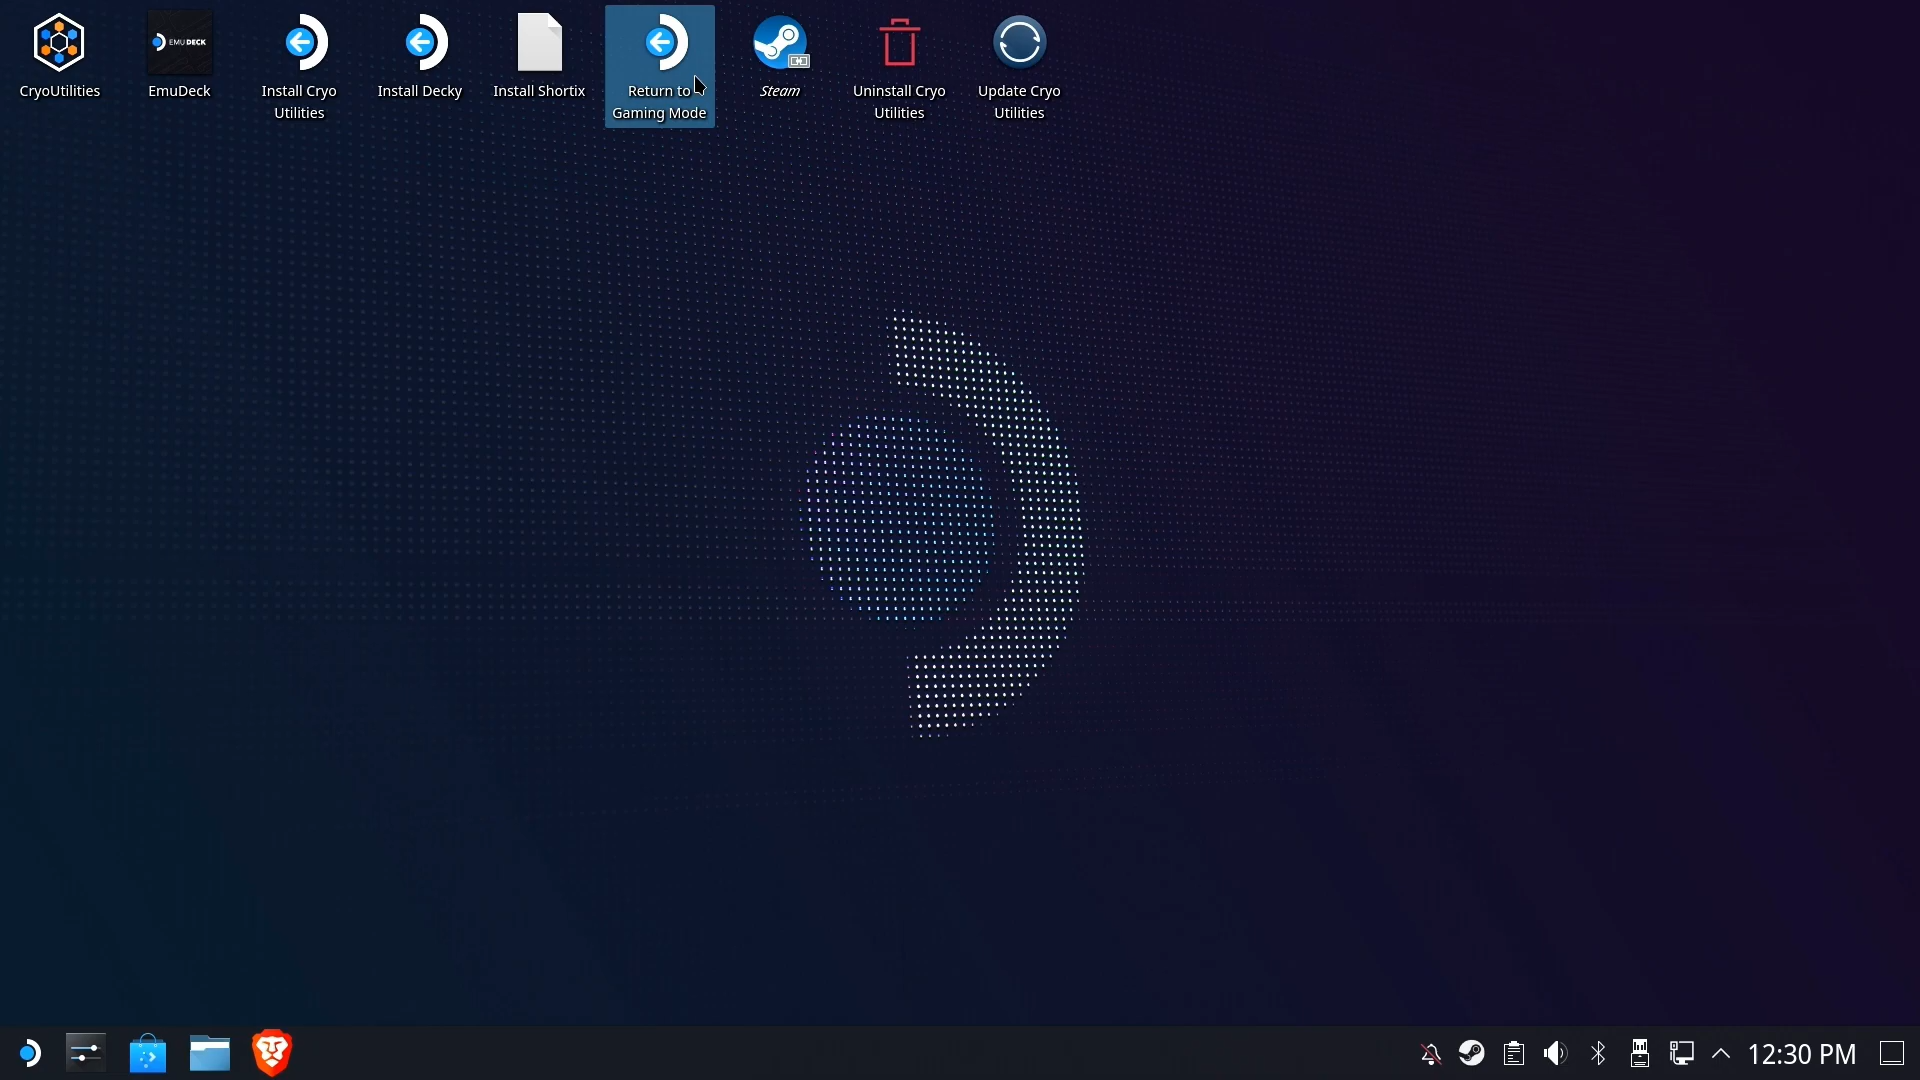 CryoUtilities
EMUDECK
EmuDeck
Install Cryo
Utilities
Install Decky
Install Shortix
Return to
Gaming Mode
Steam
Uninstall Cryo
Utilities
Update Cryo
Utilities
12:30 PM